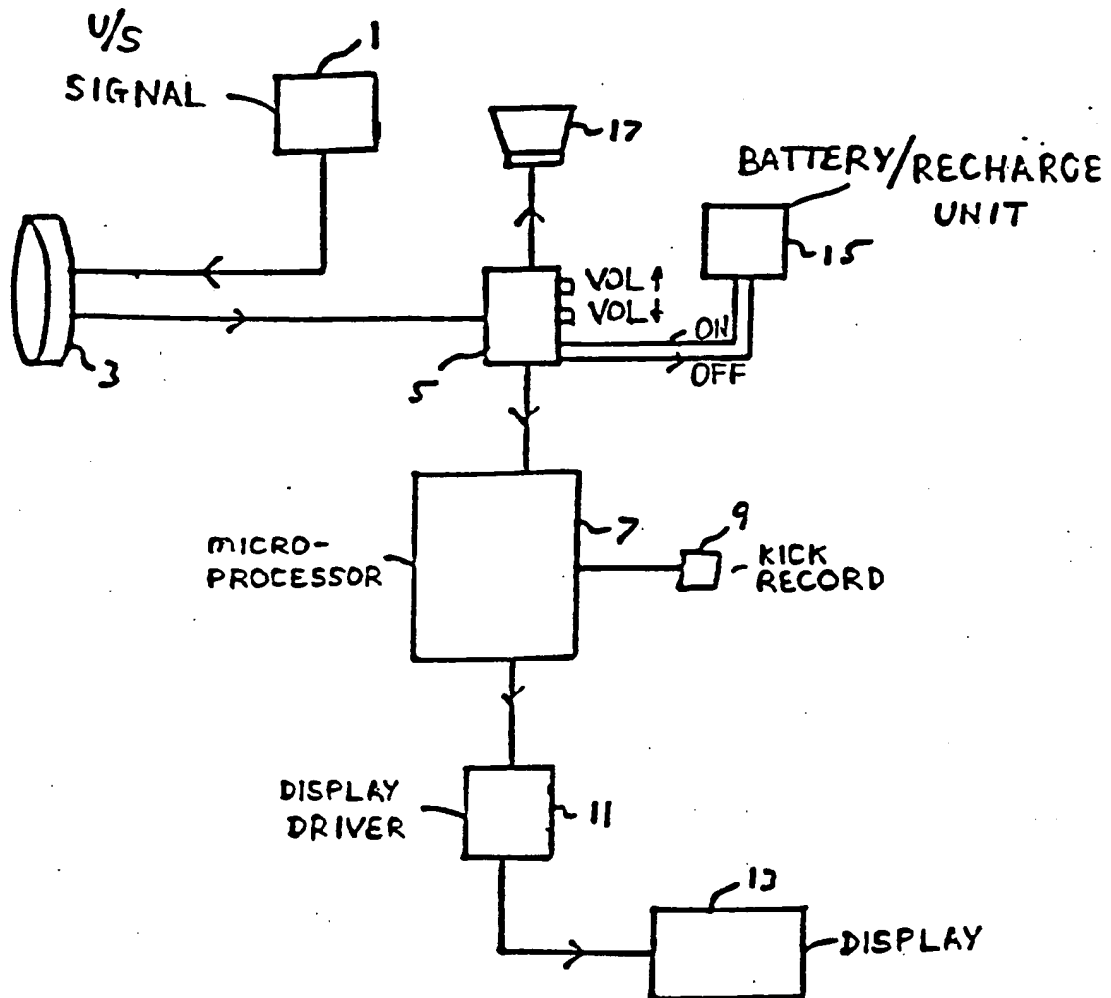 U/S
SIGNAL
1
17
BATTERY/RECHARGE
UNIT
15
3
5
VOL↑
VOL↓
ON
OFF
MICRO-
PROCESSOR
7
9
KICK
RECORD
DISPLAY
DRIVER
11
13
DISPLAY